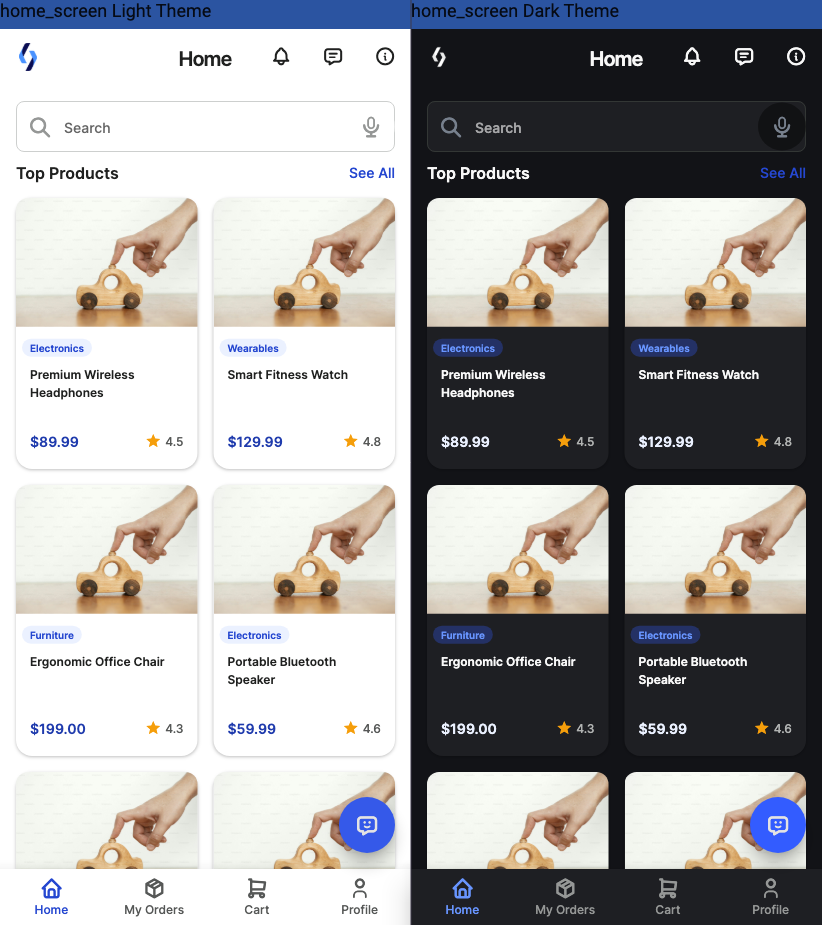 home_screen Light Theme
Home
Search
Top Products
See All
Electronics
Wearables
Premium Wireless
Headphones
Smart Fitness Watch
$89.99
4.5
$129.99
4.8
Furniture
Electronics
Ergonomic Office Chair
Portable Bluetooth
Speaker
$199.00
4.3
$59.99
4.6
Home
My Orders
Cart
Profile
home_screen Dark Theme
Home
Search
Top Products
See All
Electronics
Wearables
Premium Wireless
Headphones
Smart Fitness Watch
$89.99
4.5
$129.99
4.8
Furniture
Electronics
Ergonomic Office Chair
Portable Bluetooth
Speaker
$199.00
4.3
$59.99
4.6
Home
My Orders
Cart
Profile